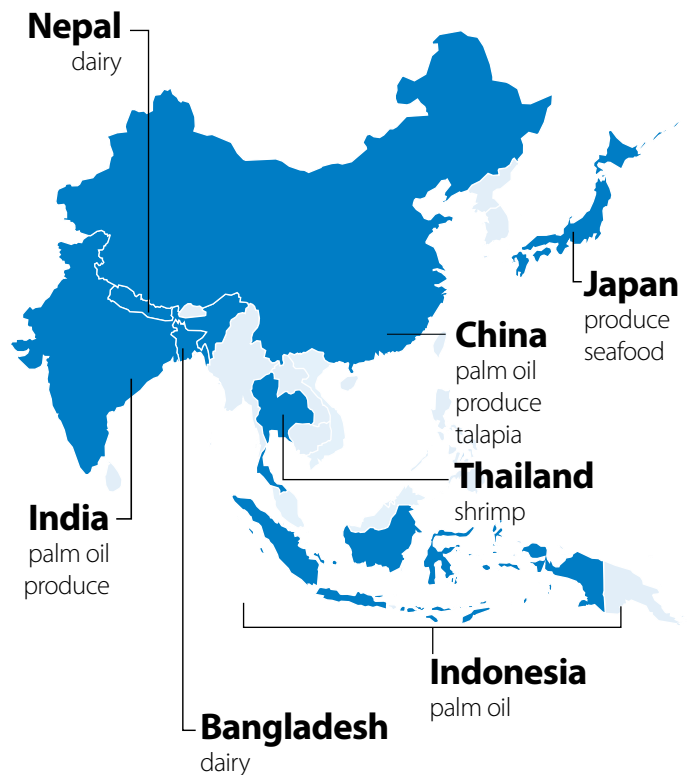 Nepal
dairy
Japan
produce
seafood
China
palm oil
produce
talapia
Thailand
shrimp
India
palm oil
produce
Indonesia
palm oil
Bangladesh
dairy